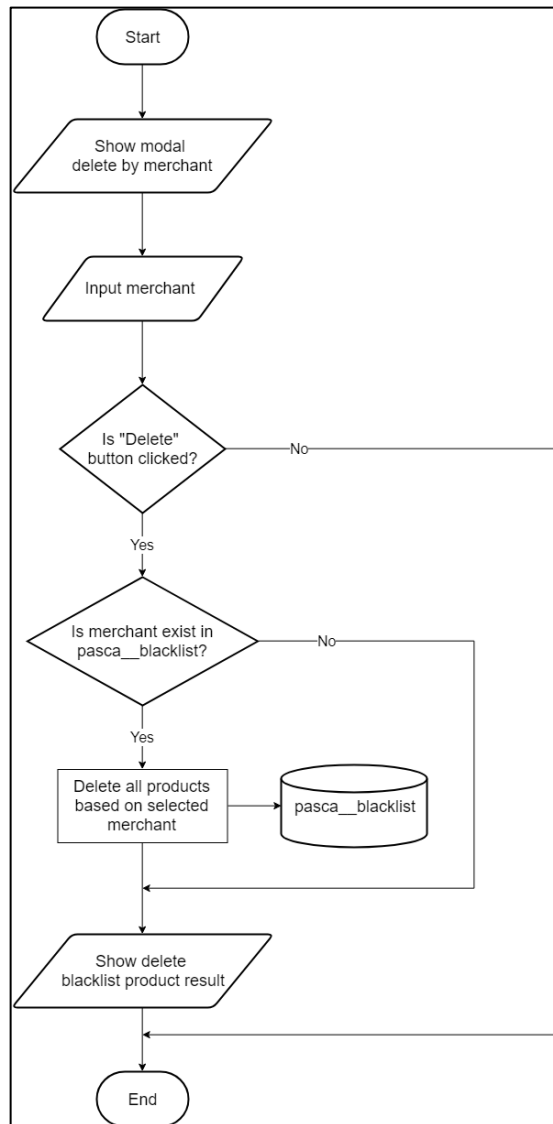 Start
Show modal
delete by merchant
Input merchant
Is "Delete"
button clicked?
No
Yes
Is merchant exist in
pasca__blacklist?
No
Yes
Delete all products
based on selected
merchant
pasca__blacklist
Show delete
blacklist product result
End